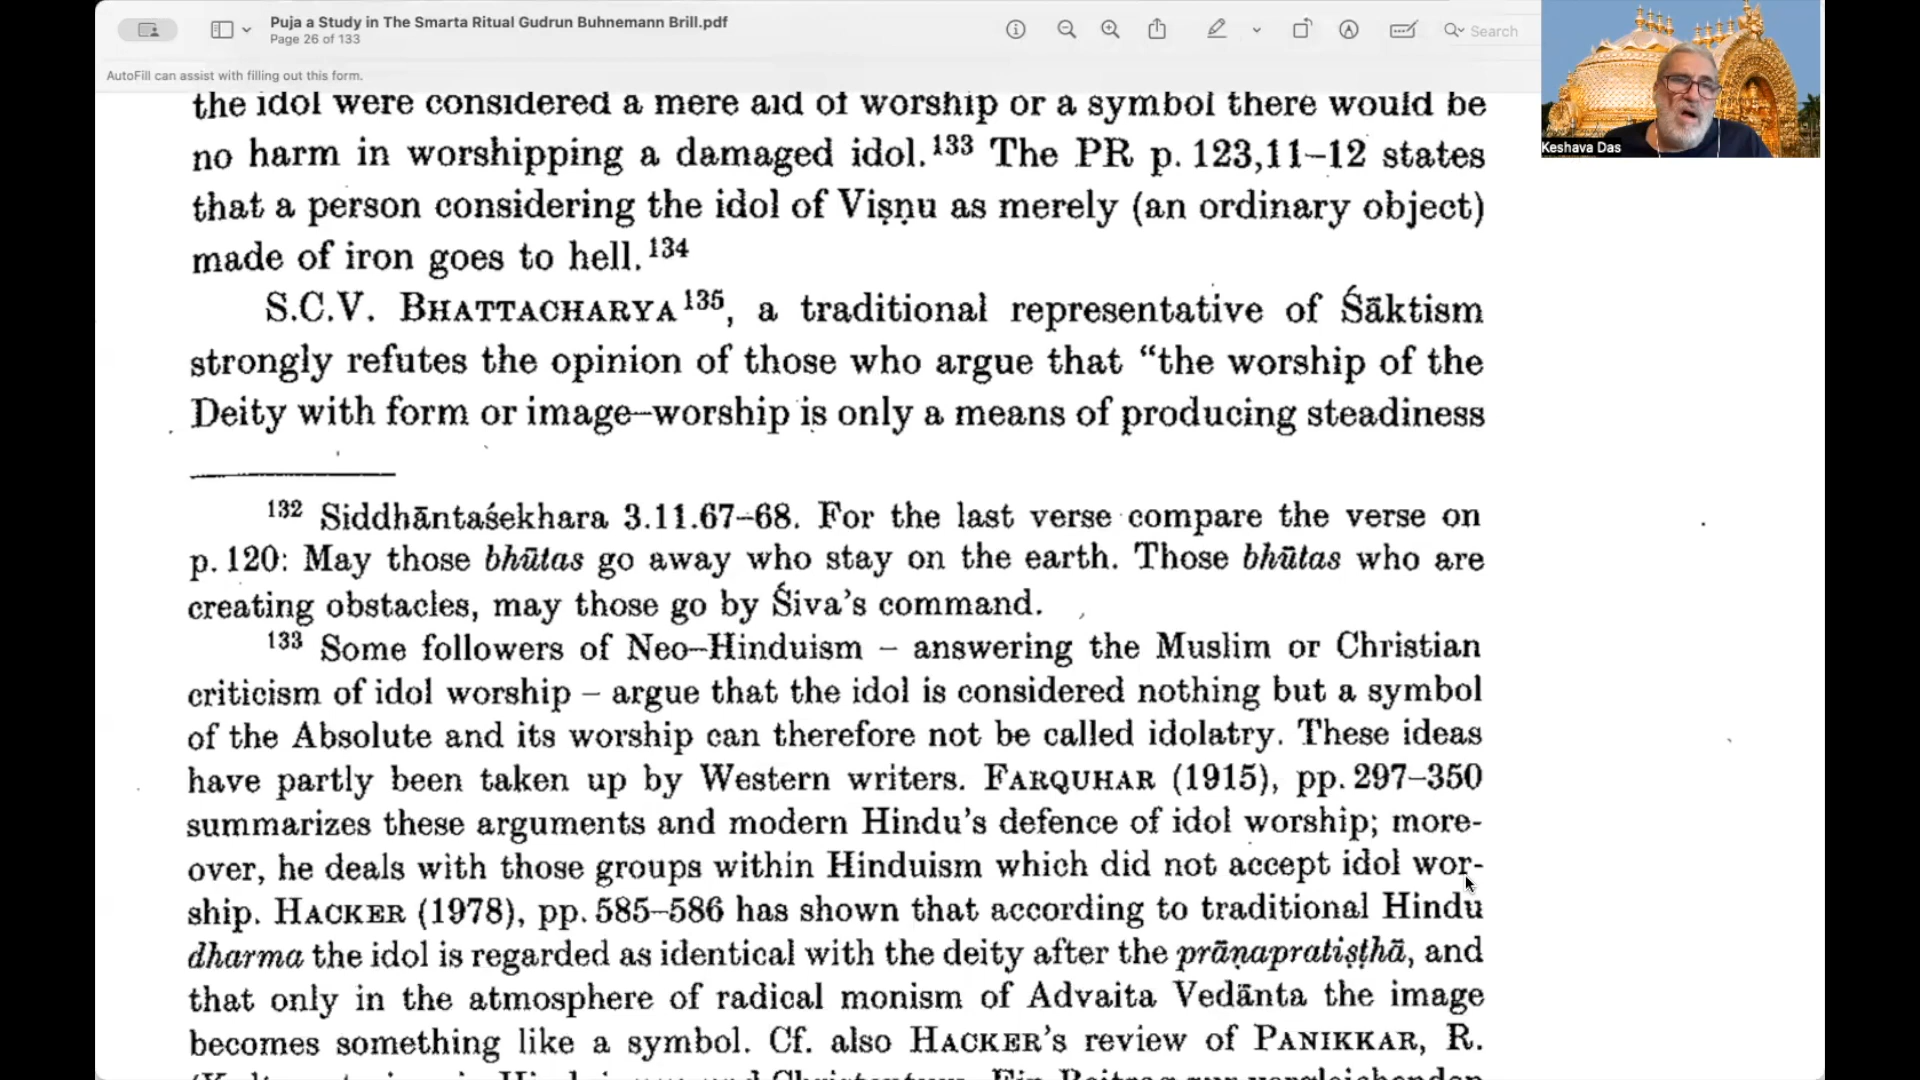 Puja a Study in The Smarta Ritual Gudrun Buhnemann Brill.pdf
Page 26 of 133
Search
AutoFill can assist with filling out this form.
Keshava Das
the idol were considered a mere aid of worship or a symbol there would be
no harm in worshipping a damaged idol.¹³³ The PR p. 123,11–12 states
that a person considering the idol of Viṣṇu as merely (an ordinary object)
made of iron goes to hell.¹³⁴
S.C.V. BHATTACHARYA¹³⁵, a traditional representative of Śāktism
strongly refutes the opinion of those who argue that “the worship of the
Deity with form or image–worship is only a means of producing steadiness
¹³² Siddhāntaśekhara 3.11.67–68. For the last verse compare the verse on
p. 120: May those bhūtas go away who stay on the earth. Those bhūtas who are
creating obstacles, may those go by Śiva’s command.
¹³³ Some followers of Neo–Hinduism – answering the Muslim or Christian
criticism of idol worship – argue that the idol is considered nothing but a symbol
of the Absolute and its worship can therefore not be called idolatry. These ideas
have partly been taken up by Western writers. FARQUHAR (1915), pp. 297–350
summarizes these arguments and modern Hindu’s defence of idol worship; more-
over, he deals with those groups within Hinduism which did not accept idol wor-
ship. HACKER (1978), pp. 585–586 has shown that according to traditional Hindu
dharma the idol is regarded as identical with the deity after the prāṇapratiṣṭhā, and
that only in the atmosphere of radical monism of Advaita Vedānta the image
becomes something like a symbol. Cf. also HACKER’s review of PANIKKAR, R.